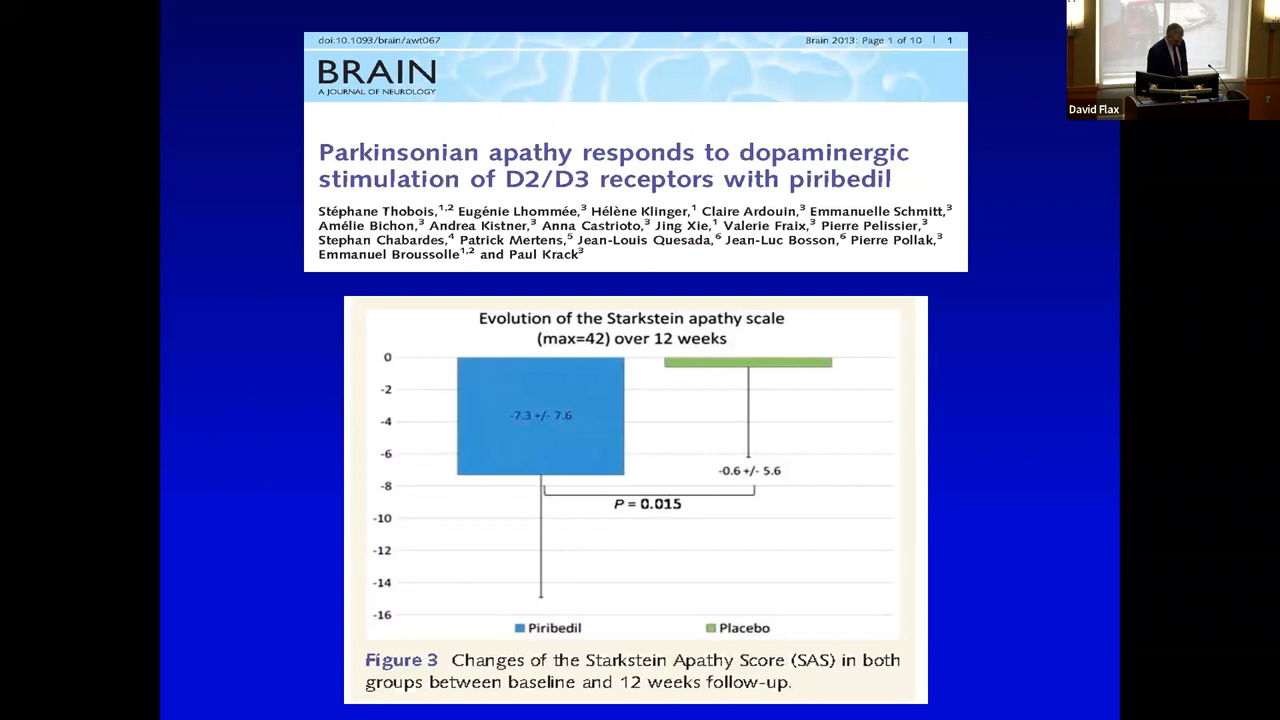 doi:10.1093/brain/awt067
Brain 2013: Page 1 of 10 | 1
BRAIN
A JOURNAL OF NEUROLOGY
Parkinsonian apathy responds to dopaminergic
stimulation of D2/D3 receptors with piribedil
Stéphane Thobois,1,2 Eugénie Lhommée,3 Hélène Klinger,1 Claire Ardouin,3 Emmanuelle Schmitt,3
Amélie Bichon,3 Andrea Kistner,3 Anna Castrioto,3 Jing Xie,1 Valerie Fraix,3 Pierre Pelissier,3
Stephan Chabardes,4 Patrick Mertens,5 Jean-Louis Quesada,6 Jean-Luc Bosson,6 Pierre Pollak,3
Emmanuel Broussolle1,2 and Paul Krack3
Evolution of the Starkstein apathy scale
(max=42) over 12 weeks
0
-2
-4
-6
-8
-10
-12
-14
-16
-7.3 +/- 7.6
-0.6 +/- 5.6
P = 0.015
Piribedil
Placebo
Figure 3 Changes of the Starkstein Apathy Score (SAS) in both
groups between baseline and 12 weeks follow-up.
David Flax